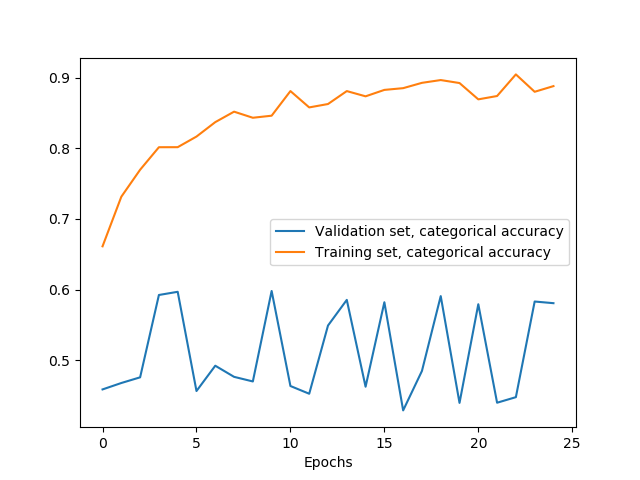 0.9
0.8
0.7
0.6
0.5
Validation set, categorical accuracy
Training set, categorical accuracy
0 5 10 15 20 25
Epochs